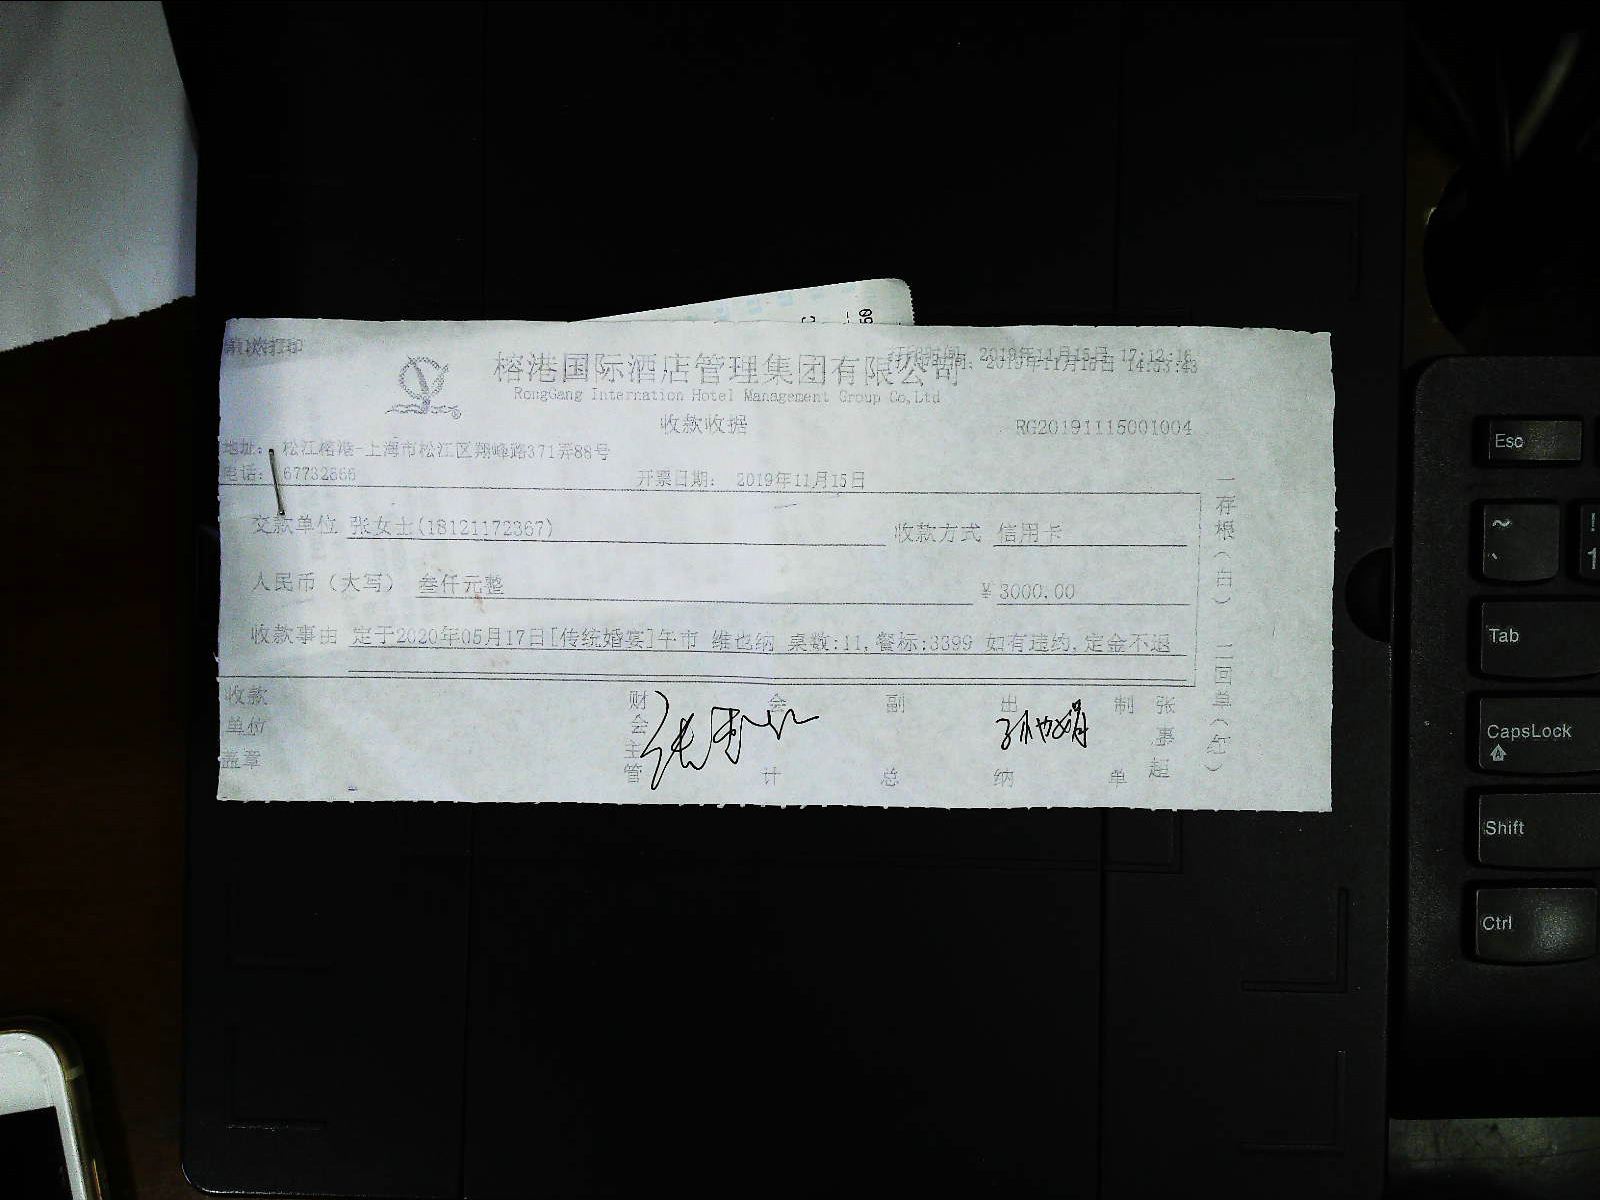 榕港国际酒店管理集团有限公司
RongGang Internation Hotel Management Group Co,Ltd
收款收据
RG20191115001004
地址: 松江榕港-上海市松江区翔峰路371弄88号
电话: 67732666
开票日期: 2019年11月15日
交款单位 张女士(18121172367) 收款方式 信用卡
人民币(大写) 叁仟元整 ¥3000.00
收款事由 定于2020年05月17日[传统婚宴]午市 维也纳 桌数:11,餐标:3399 如有违约,定金不退
一存根(白) 二回单(红)
收款单位盖章
财会主管
会计
副总
出纳
制单
张事超
Esc
~
Tab
CapsLock
Shift
Ctrl